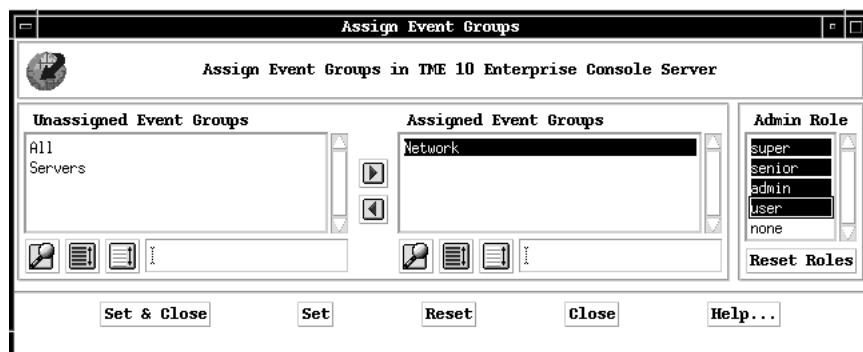 Assign Event Groups
Assign Event Groups in TME 10 Enterprise Console Server
Unassigned Event Groups
All
Servers
Assigned Event Groups
Network
Admin Role
super
senior
admin
user
none
Reset Roles
Set & Close
Set
Reset
Close
Help...